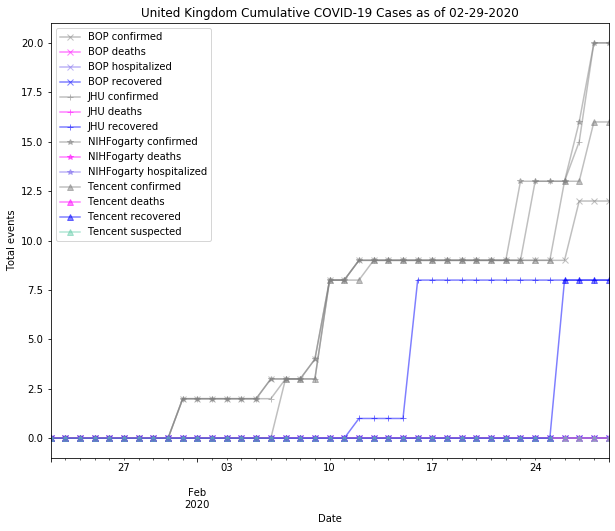 United Kingdom Cumulative COVID-19 Cases as of 02-29-2020
BOP confirmed
BOP deaths
BOP hospitalized
BOP recovered
JHU confirmed
JHU deaths
JHU recovered
NIHFogarty confirmed
NIHFogarty deaths
NIHFogarty hospitalized
Tencent confirmed
Tencent deaths
Tencent recovered
Tencent suspected
Total events
20.0
17.5
15.0
12.5
10.0
7.5
5.0
2.5
0.0
27 03 10 17 24
Feb
2020
Date